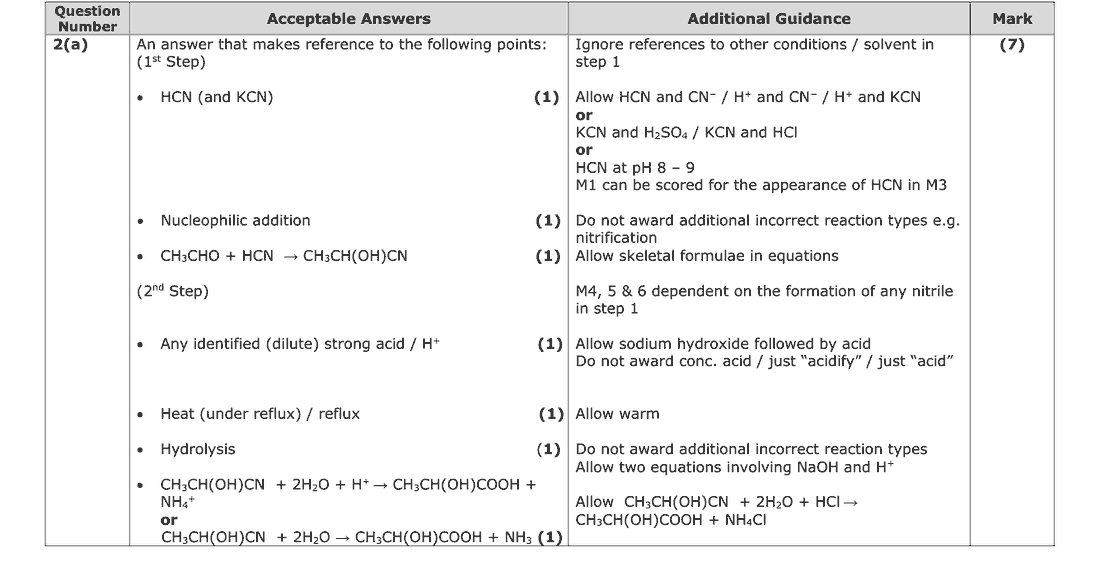 Question
Number
Acceptable Answers
Additional Guidance
Mark
2(a)
An answer that makes reference to the following points:
(1st Step)
Ignore references to other conditions / solvent in
step 1
(7)
• HCN (and KCN) (1)
Allow HCN and CN⁻ / H⁺ and CN⁻ / H⁺ and KCN
or
KCN and H₂SO₄ / KCN and HCl
or
HCN at pH 8 – 9
M1 can be scored for the appearance of HCN in M3
• Nucleophilic addition (1)
Do not award additional incorrect reaction types e.g.
nitrification
• CH₃CHO + HCN → CH₃CH(OH)CN (1)
Allow skeletal formulae in equations
(2nd Step)
M4, 5 & 6 dependent on the formation of any nitrile
in step 1
• Any identified (dilute) strong acid / H⁺ (1)
Allow sodium hydroxide followed by acid
Do not award conc. acid / just “acidify” / just “acid”
• Heat (under reflux) / reflux (1)
Allow warm
• Hydrolysis (1)
Do not award additional incorrect reaction types
Allow two equations involving NaOH and H⁺
• CH₃CH(OH)CN + 2H₂O + H⁺ → CH₃CH(OH)COOH +
NH₄⁺
or
CH₃CH(OH)CN + 2H₂O → CH₃CH(OH)COOH + NH₃ (1)
Allow CH₃CH(OH)CN + 2H₂O + HCl →
CH₃CH(OH)COOH + NH₄Cl